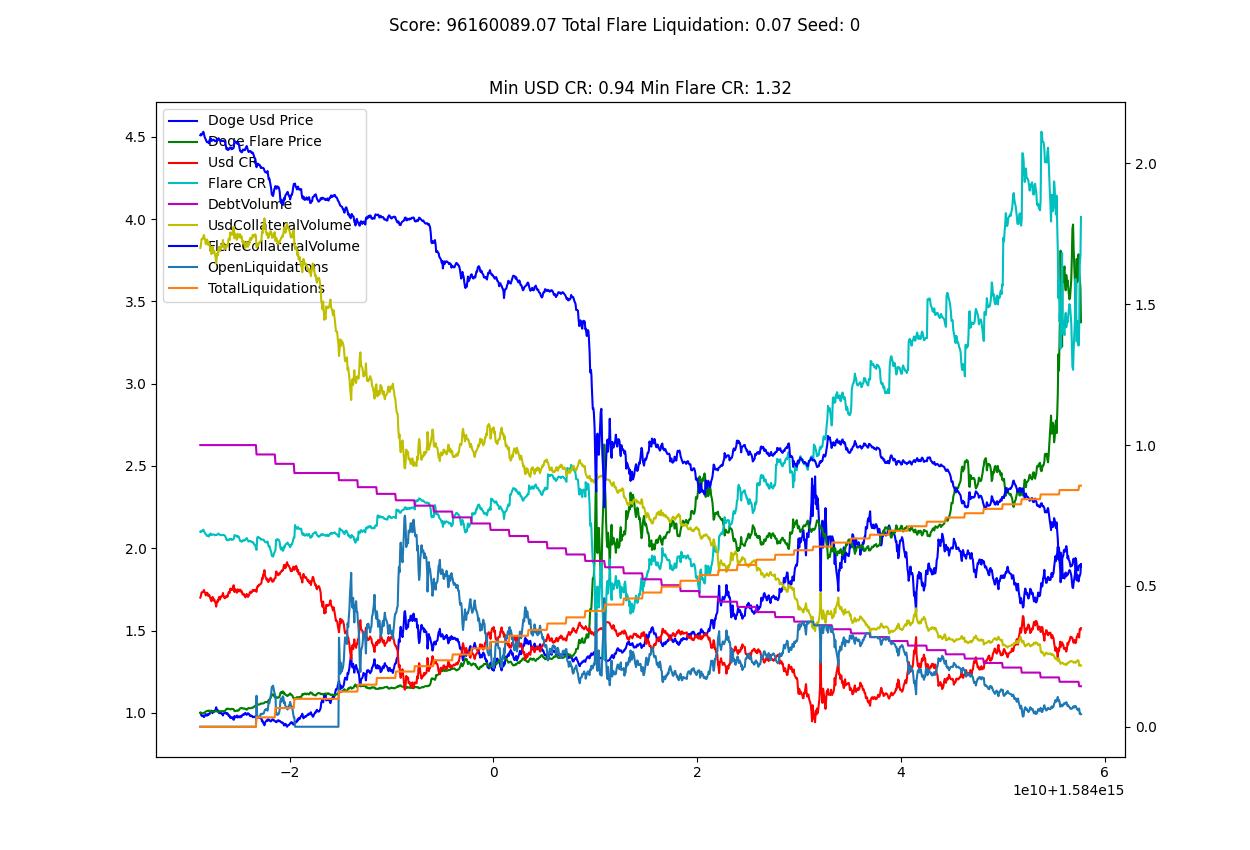 Score: 96160089.07 Total Flare Liquidation: 0.07 Seed: 0
Min USD CR: 0.94 Min Flare CR: 1.32
Doge Usd Price
Doge Flare Price
Usd CR
Flare CR
DebtVolume
UsdCollateralVolume
FlareCollateralVolume
OpenLiquidations
TotalLiquidations
4.5
4.0
3.5
3.0
2.5
2.0
1.5
1.0
2.0
1.5
1.0
0.5
0.0
−2
0
2
4
6
1e10+1.584e15